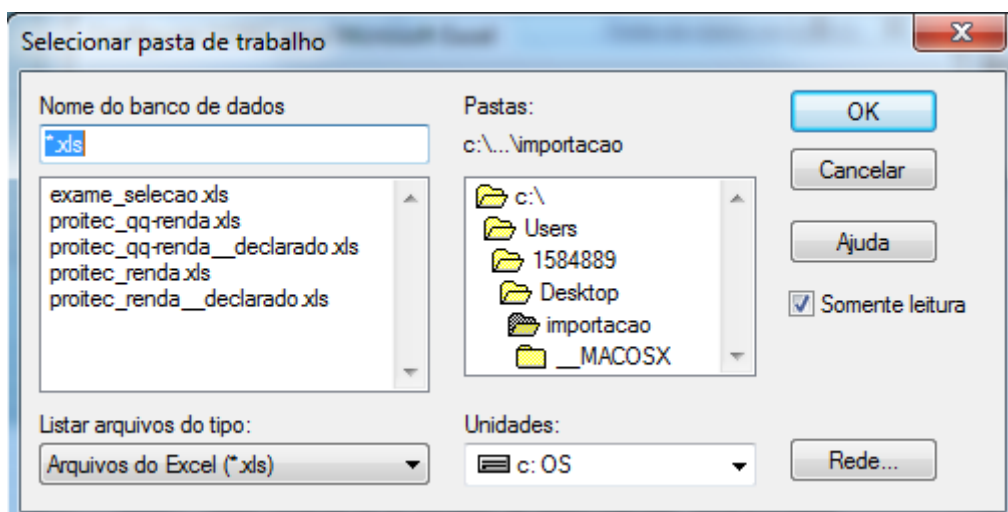 Selecionar pasta de trabalho
Microsoft Excel
Nome do banco de dados
*.xls
exame_selecao.xls
proitec_qq-renda.xls
proitec_qq-renda__declarado.xls
proitec_renda.xls
proitec_renda__declarado.xls
Listar arquivos do tipo:
Arquivos do Excel (*.xls)
Pastas:
c:\...\importacao
c:\
Users
1584889
Desktop
importacao
__MACOSX
Unidades:
c: OS
OK
Cancelar
Ajuda
Somente leitura
Rede...